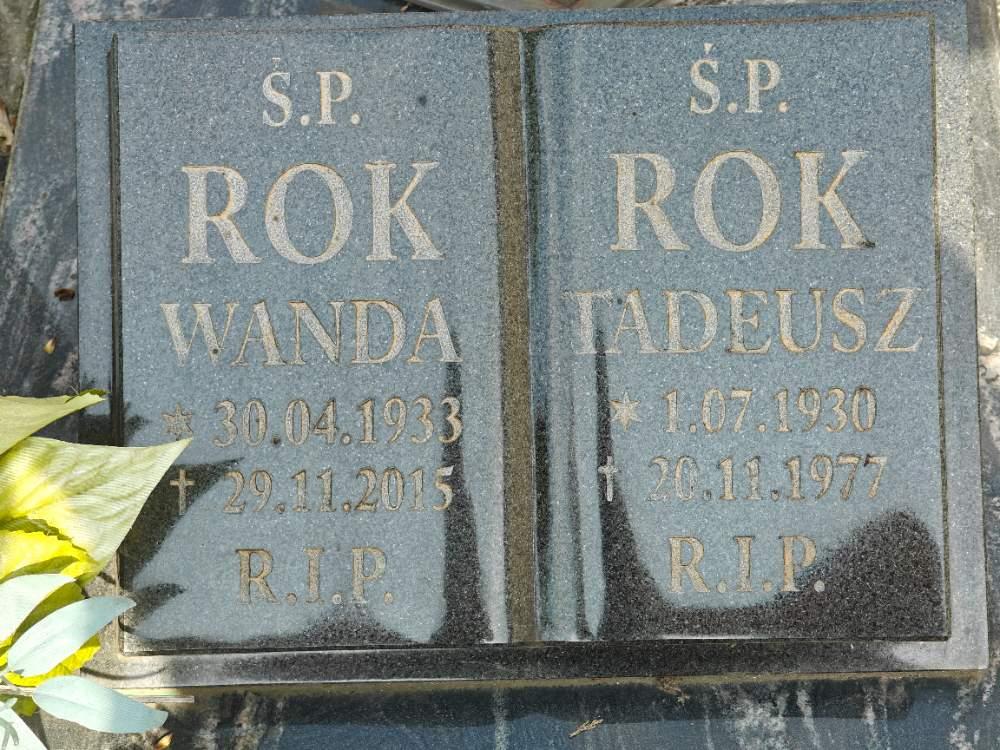 Ś.P.
ROK
WANDA
* 30.04.1933
† 29.11.2015
R.I.P.
Ś.P.
ROK
TADEUSZ
* 1.07.1930
† 20.11.1977
R.I.P.